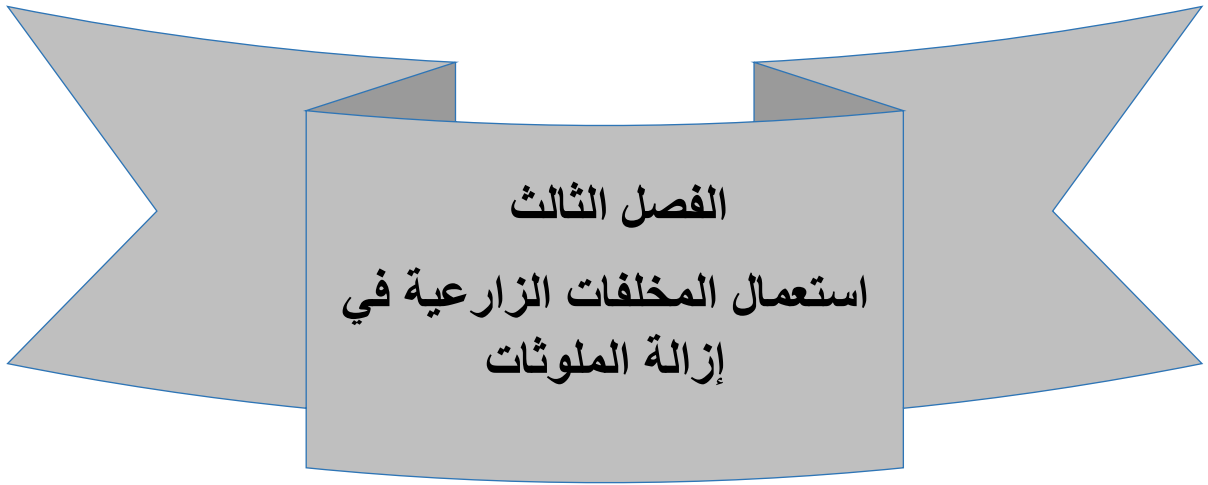 الفصل الثالث
استعمال المخلفات الزارعية في
إزالة الملوثات